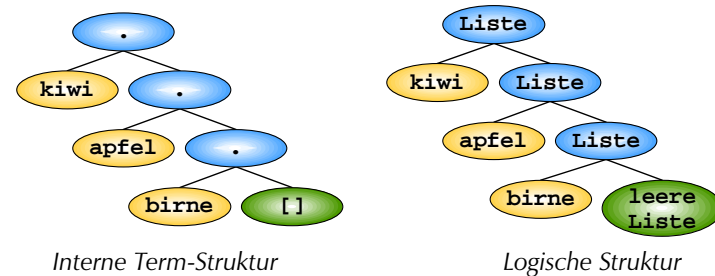 .
kiwi
.
apfel
.
birne
[]
Interne Term-Struktur
Liste
kiwi
Liste
apfel
Liste
birne
leere
Liste
Logische Struktur